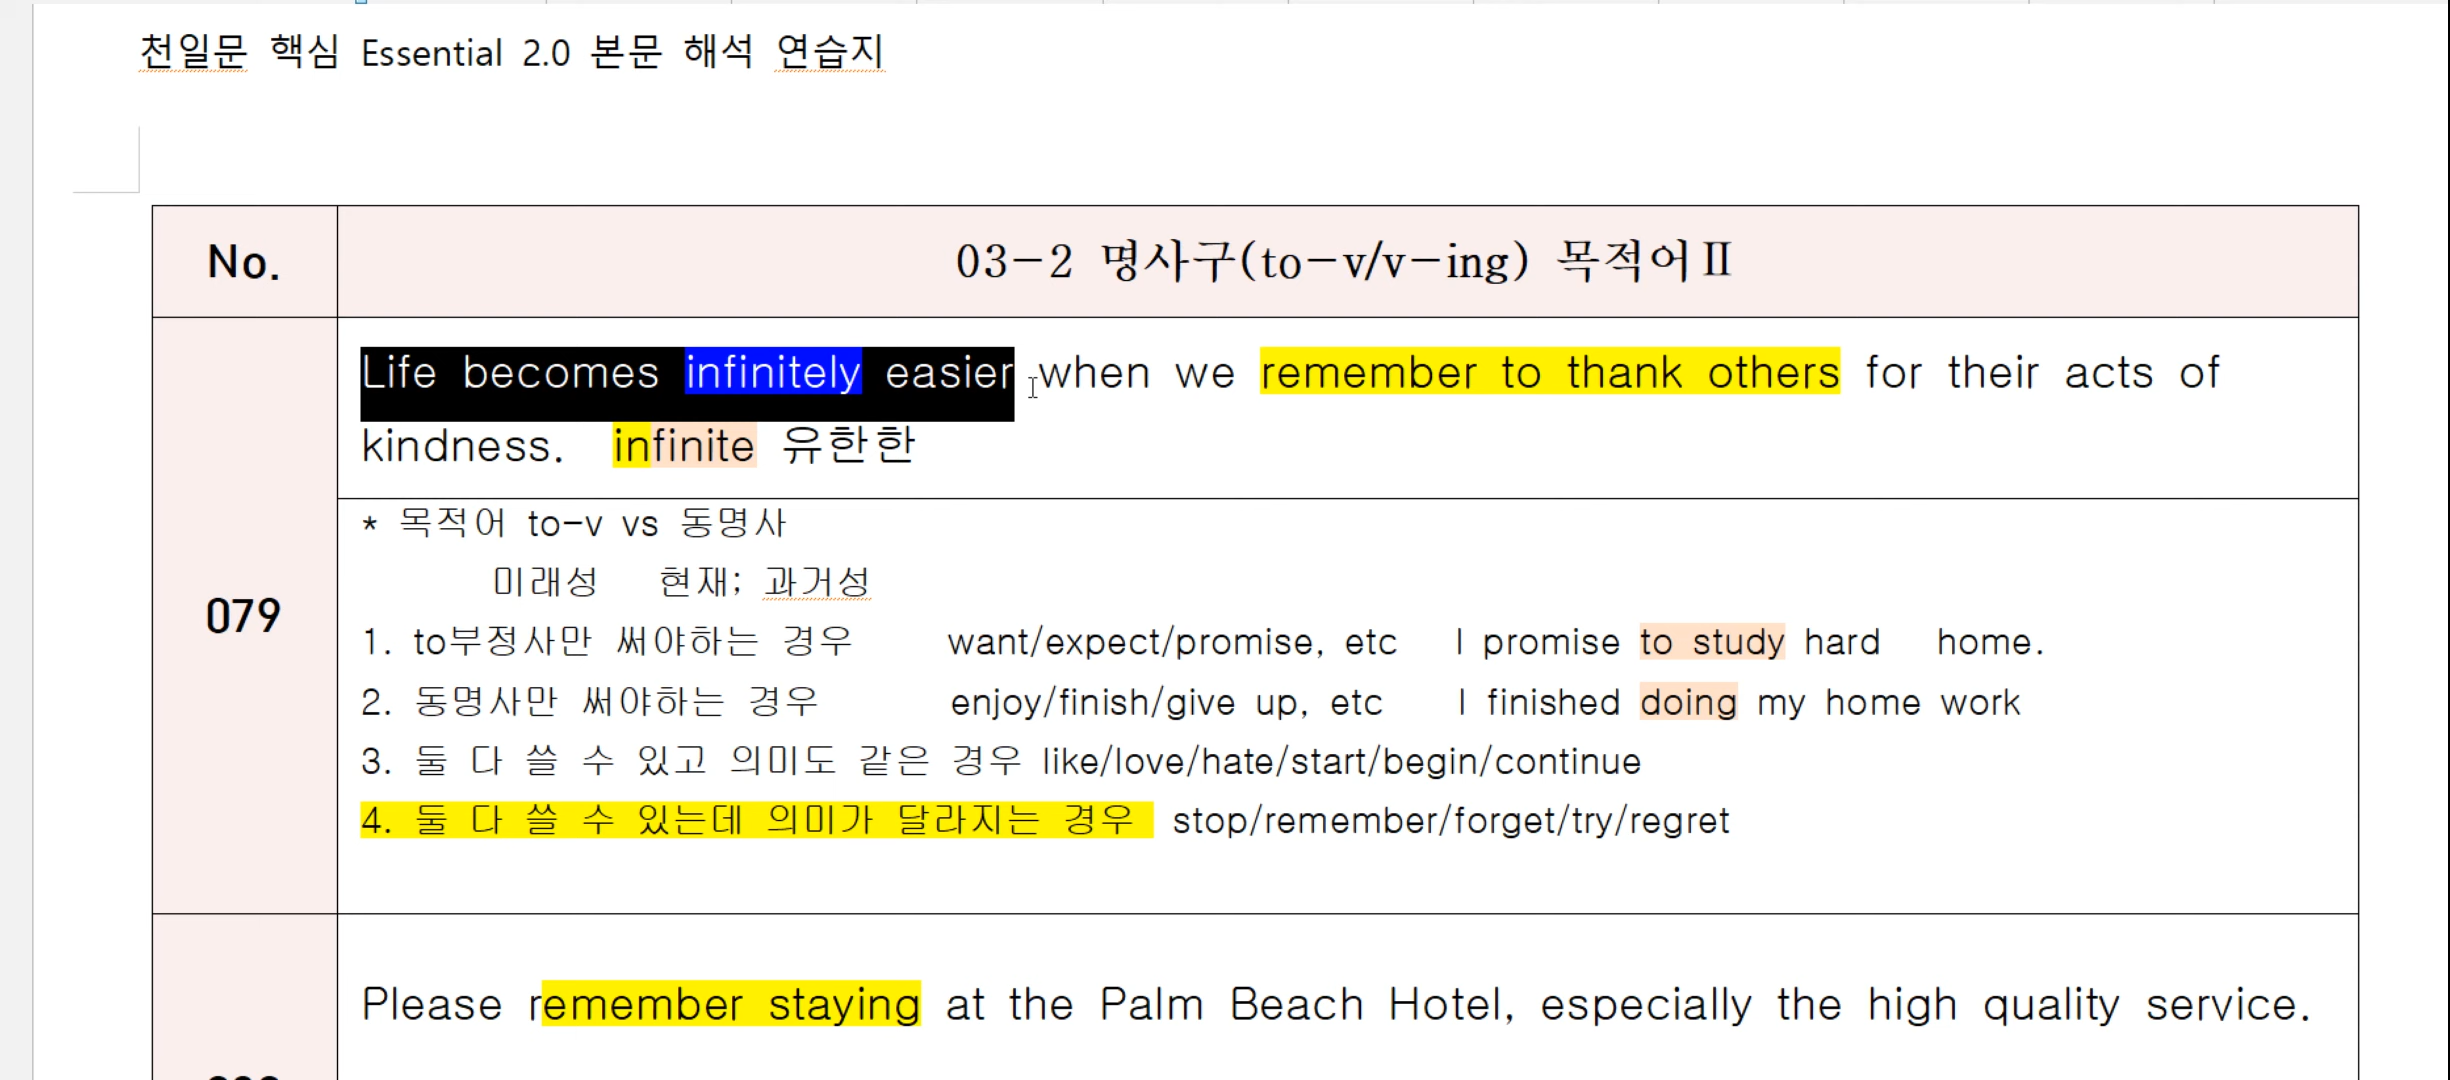 천일문 핵심 Essential 2.0 본문 해석 연습지
No. 03-2 명사구(to-v/v-ing) 목적어Ⅱ
Life becomes infinitely easier when we remember to thank others for their acts of
kindness. infinite 유한한
* 목적어 to-v vs 동명사
미래성 현재; 과거성
079
1. to부정사만 써야하는 경우 want/expect/promise, etc I promise to study hard home.
2. 동명사만 써야하는 경우 enjoy/finish/give up, etc I finished doing my home work
3. 둘 다 쓸 수 있고 의미도 같은 경우 like/love/hate/start/begin/continue
4. 둘 다 쓸 수 있는데 의미가 달라지는 경우 stop/remember/forget/try/regret
Please remember staying at the Palm Beach Hotel, especially the high quality service.